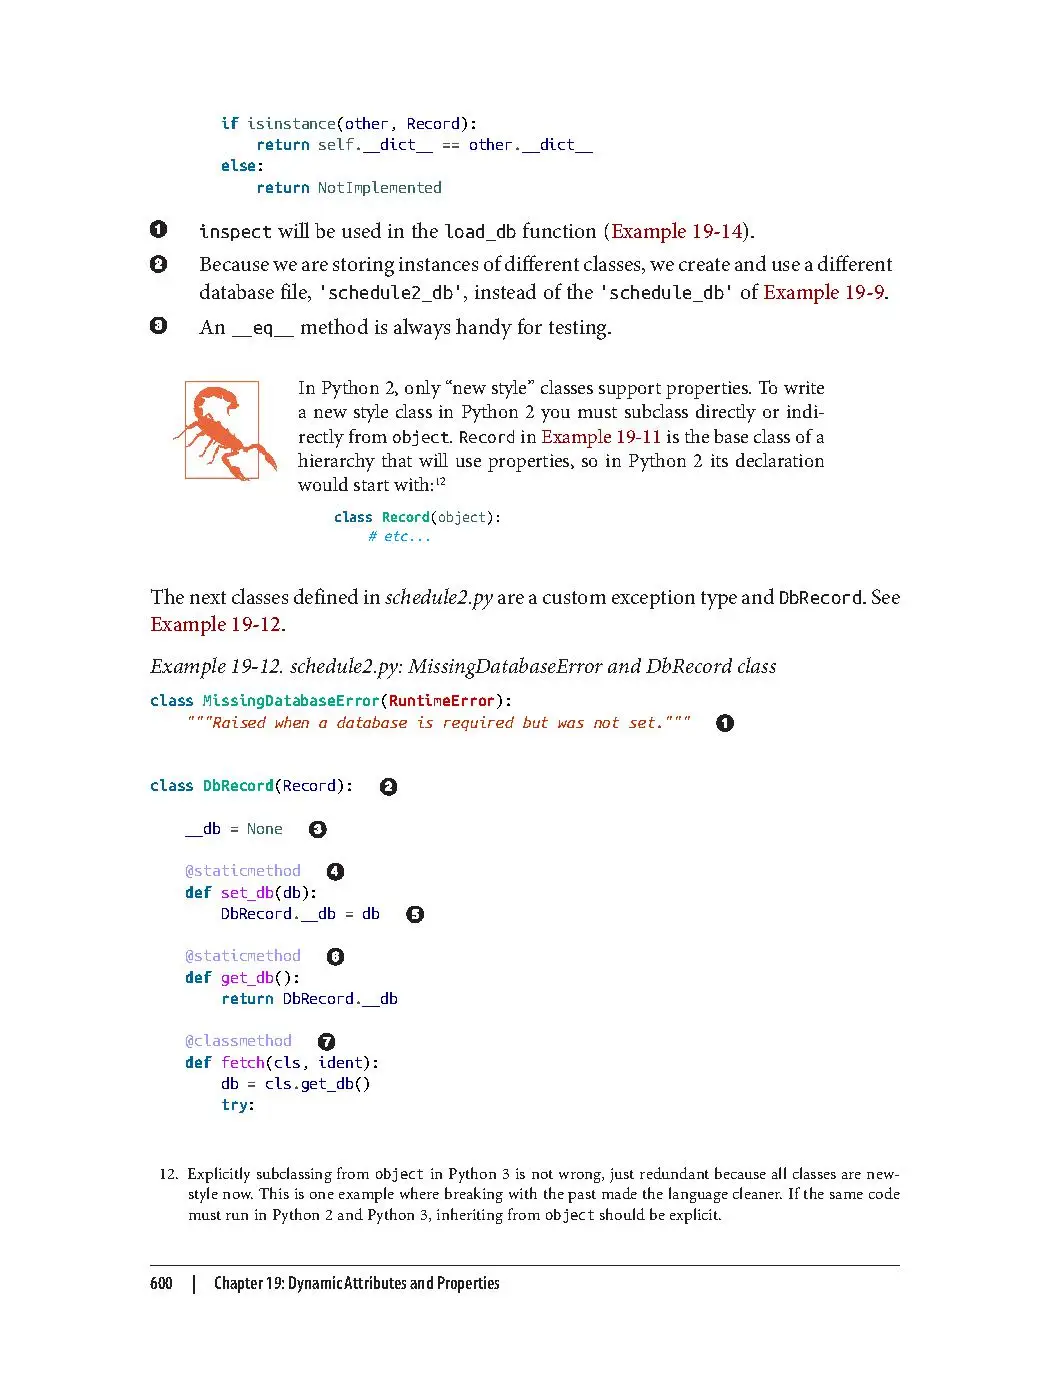 if isinstance(other, Record):
return self.__dict__ == other.__dict__
else:
return NotImplemented
❶ inspect will be used in the load_db function (Example 19-14).
❷ Because we are storing instances of different classes, we create and use a different
database file, 'schedule2_db', instead of the 'schedule_db' of Example 19-9.
❸ An __eq__ method is always handy for testing.
In Python 2, only “new style” classes support properties. To write
a new style class in Python 2 you must subclass directly or indi-
rectly from object. Record in Example 19-11 is the base class of a
hierarchy that will use properties, so in Python 2 its declaration
would start with:12
class Record(object):
# etc...
The next classes defined in schedule2.py are a custom exception type and DbRecord. See
Example 19-12.
Example 19-12. schedule2.py: MissingDatabaseError and DbRecord class
class MissingDatabaseError(RuntimeError):
"""Raised when a database is required but was not set.""" ❶
class DbRecord(Record): ❷
__db = None ❸
@staticmethod ❹
def set_db(db):
DbRecord.__db = db ❺
@staticmethod ❻
def get_db():
return DbRecord.__db
@classmethod ❼
def fetch(cls, ident):
db = cls.get_db()
try:
12. Explicitly subclassing from object in Python 3 is not wrong, just redundant because all classes are new-
style now. This is one example where breaking with the past made the language cleaner. If the same code
must run in Python 2 and Python 3, inheriting from object should be explicit.
600 | Chapter 19: Dynamic Attributes and Properties